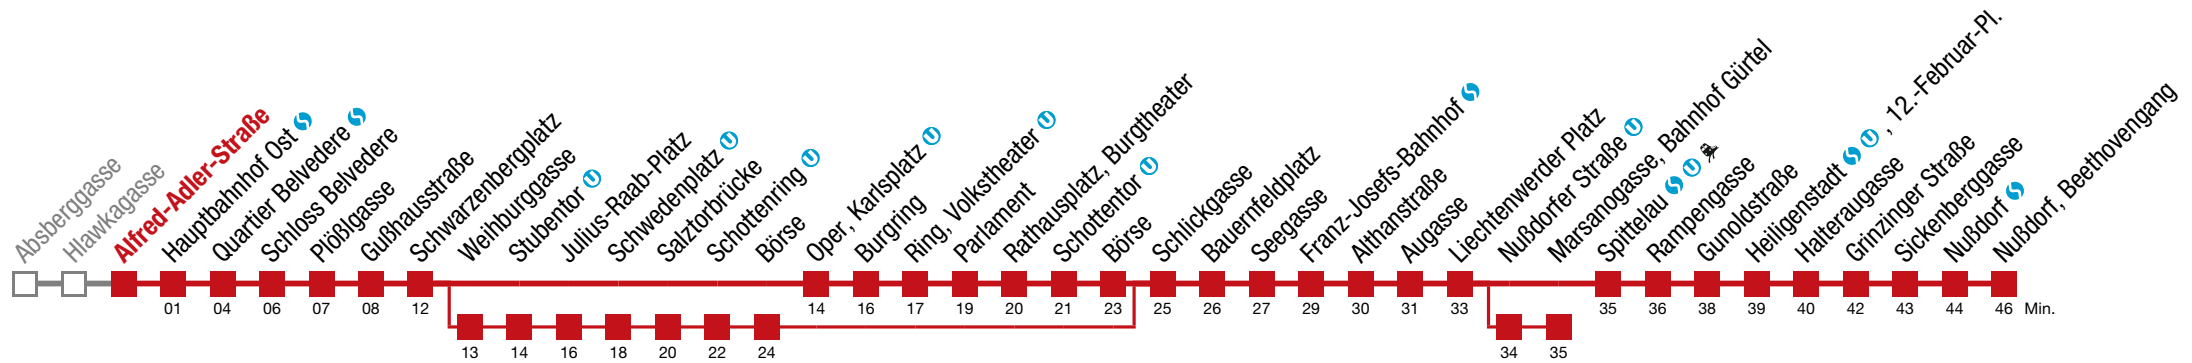 Absberggasse
Hlawkagasse
Alfred-Adler-Straße
Hauptbahnhof Ost
Quartier Belvedere
Schloss Belvedere
Plößlgasse
Gußhausstraße
Schwarzenbergplatz
Weihburggasse
Stubentor
Julius-Raab-Platz
Schwedenplatz
Salztorbrücke
Schottenring
Börse
Oper, Karlsplatz
Burgring
Ring, Volkstheater
Parlament
Rathausplatz, Burgtheater
Schottentor
Börse
Schlickgasse
Bauernfeldplatz
Seegasse
Franz-Josefs-Bahnhof
Althanstraße
Augasse
Liechtenwerder Platz
Nußdorfer Straße
Marsanogasse, Bahnhof Gürtel
Spittelau
Rampengasse
Gunoldstraße
Heiligenstadt , 12.-Februar-Pl.
Halteraugasse
Grinzinger Straße
Sickenberggasse
Nußdorf
Nußdorf, Beethovengang
01 04 06 07 08 12 14 16 17 19 20 21 23 25 26 27 29 30 31 33 35 36 38 39 40 42 43 44 46 Min.
13 14 16 18 20 22 24 34 35